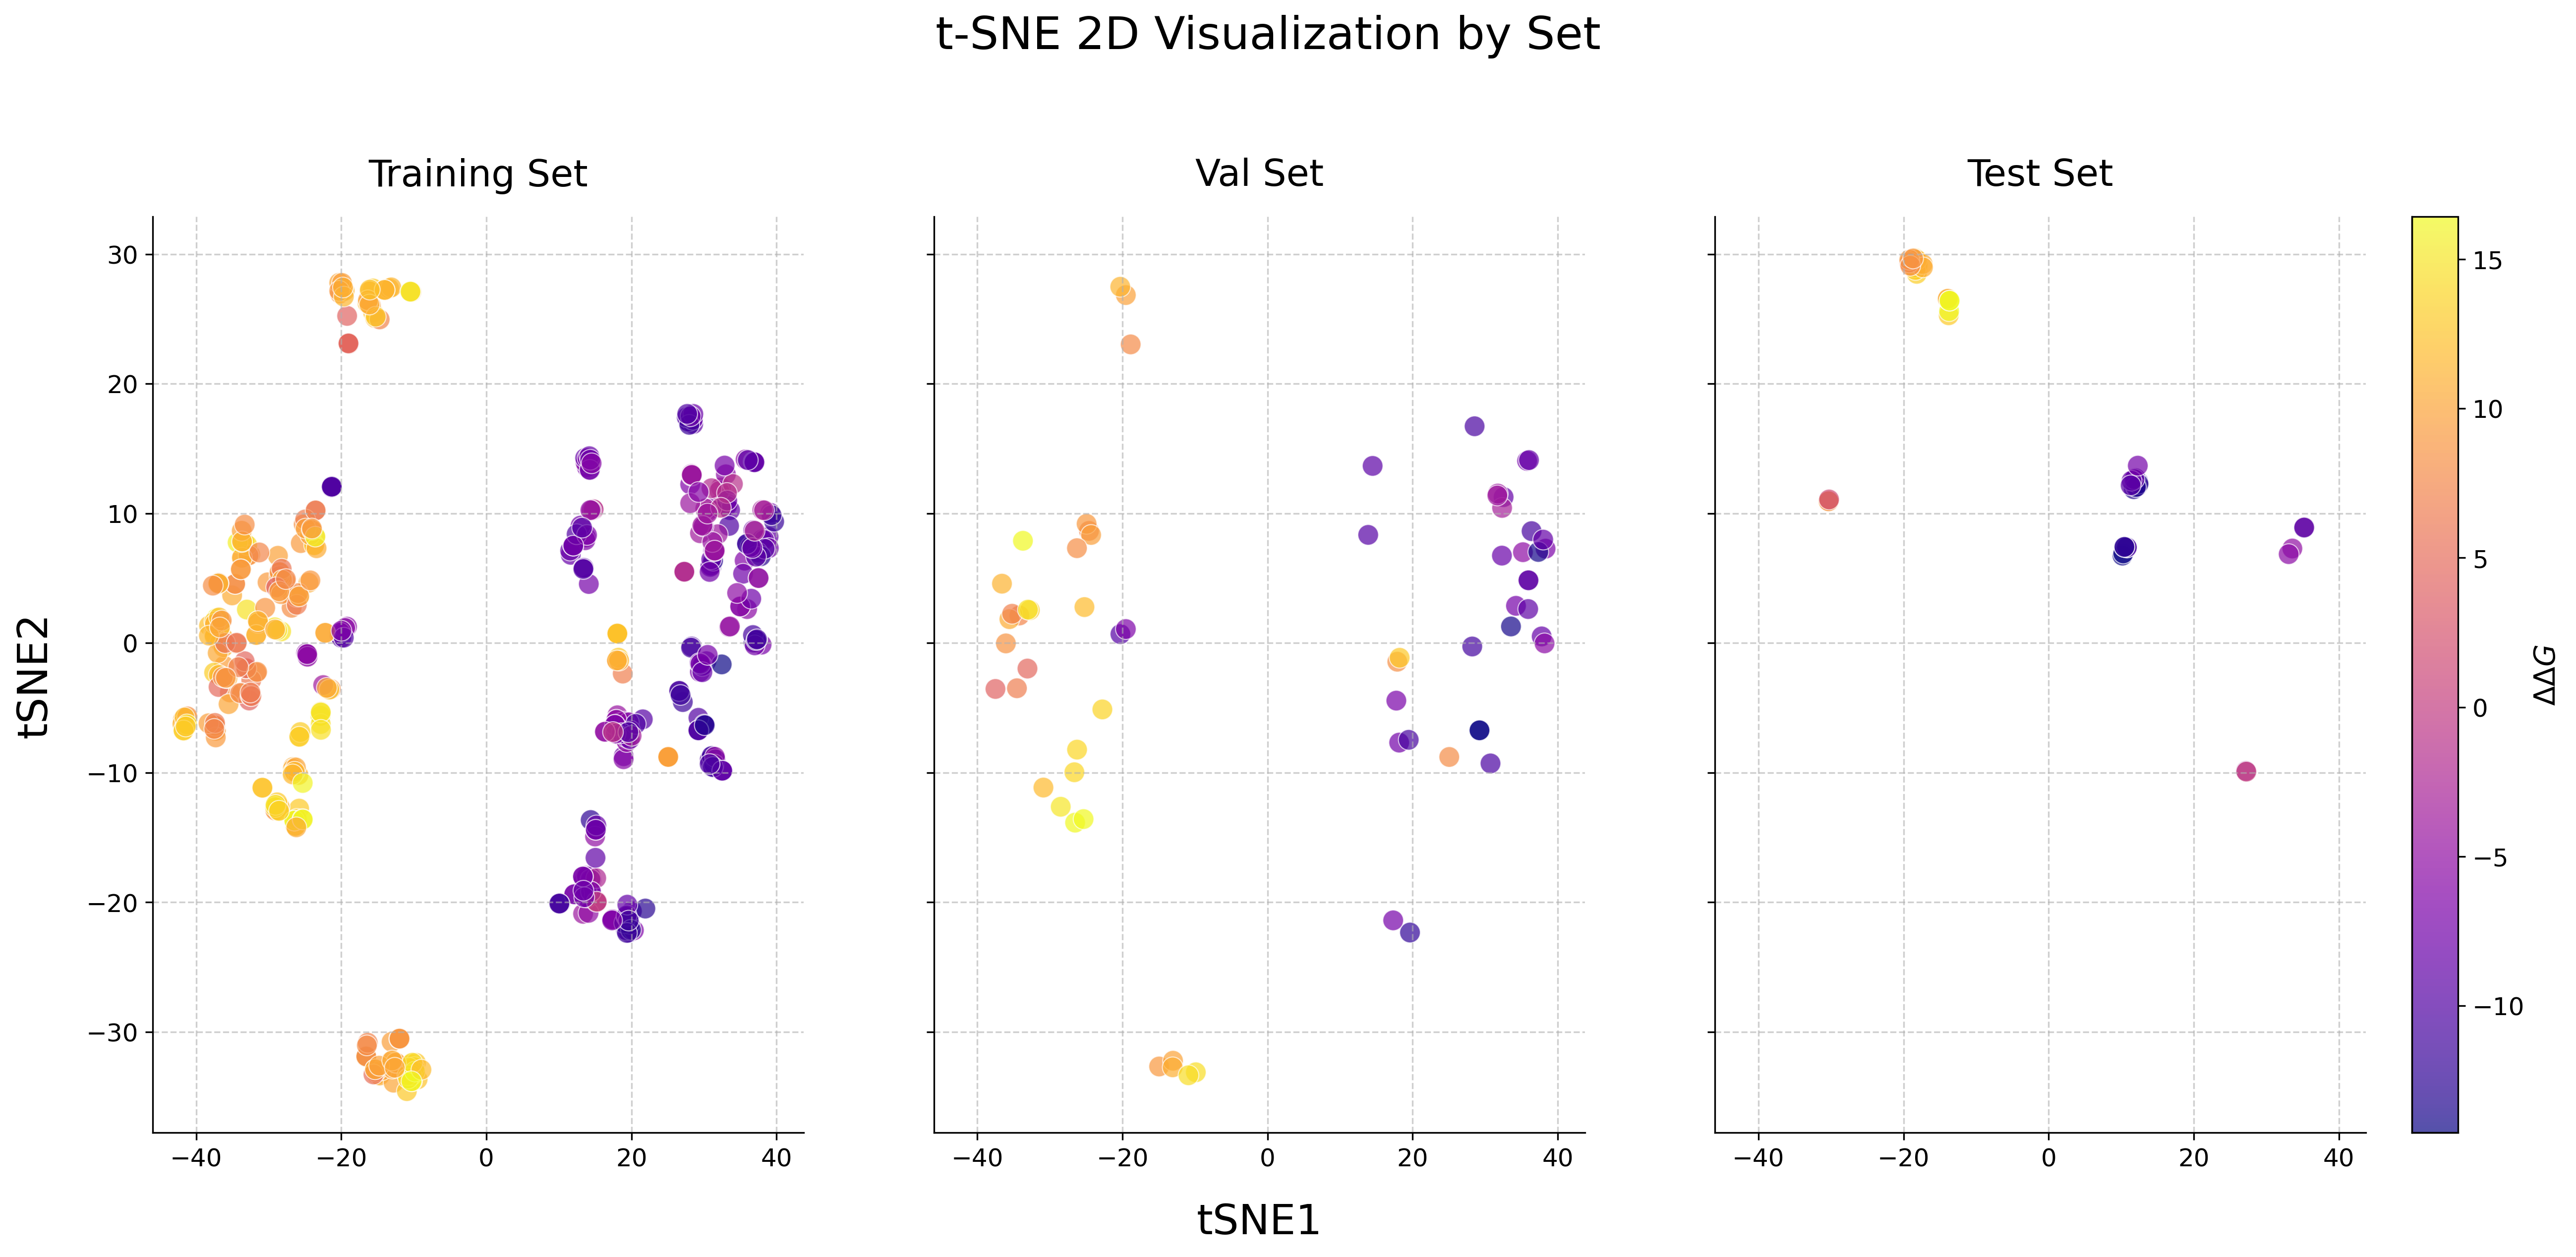 t-SNE 2D Visualization by Set
Training Set
Val Set
Test Set
30
20
10
0
−10
−20
−30
tSNE2
−40 −20 0 20 40
−40 −20 0 20 40
−40 −20 0 20 40
tSNE1
15
10
5
0
−5
−10
ΔΔG